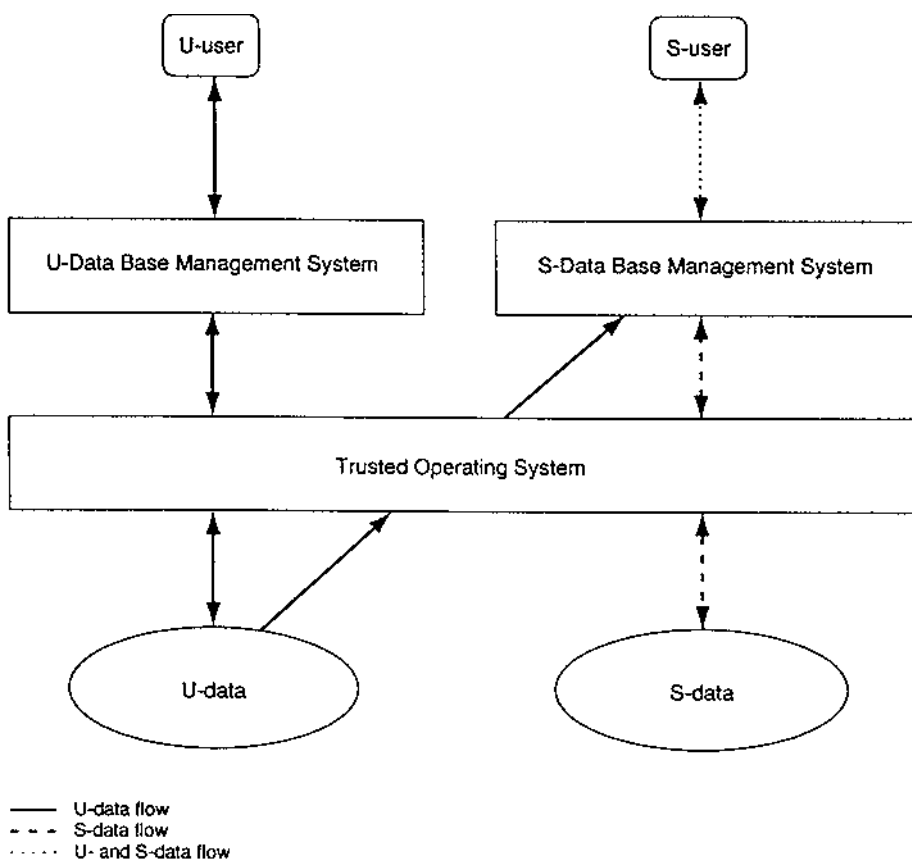 U-user
S-user
U-Data Base Management System
S-Data Base Management System
Trusted Operating System
U-data
S-data
U-data flow
S-data flow
U- and S-data flow